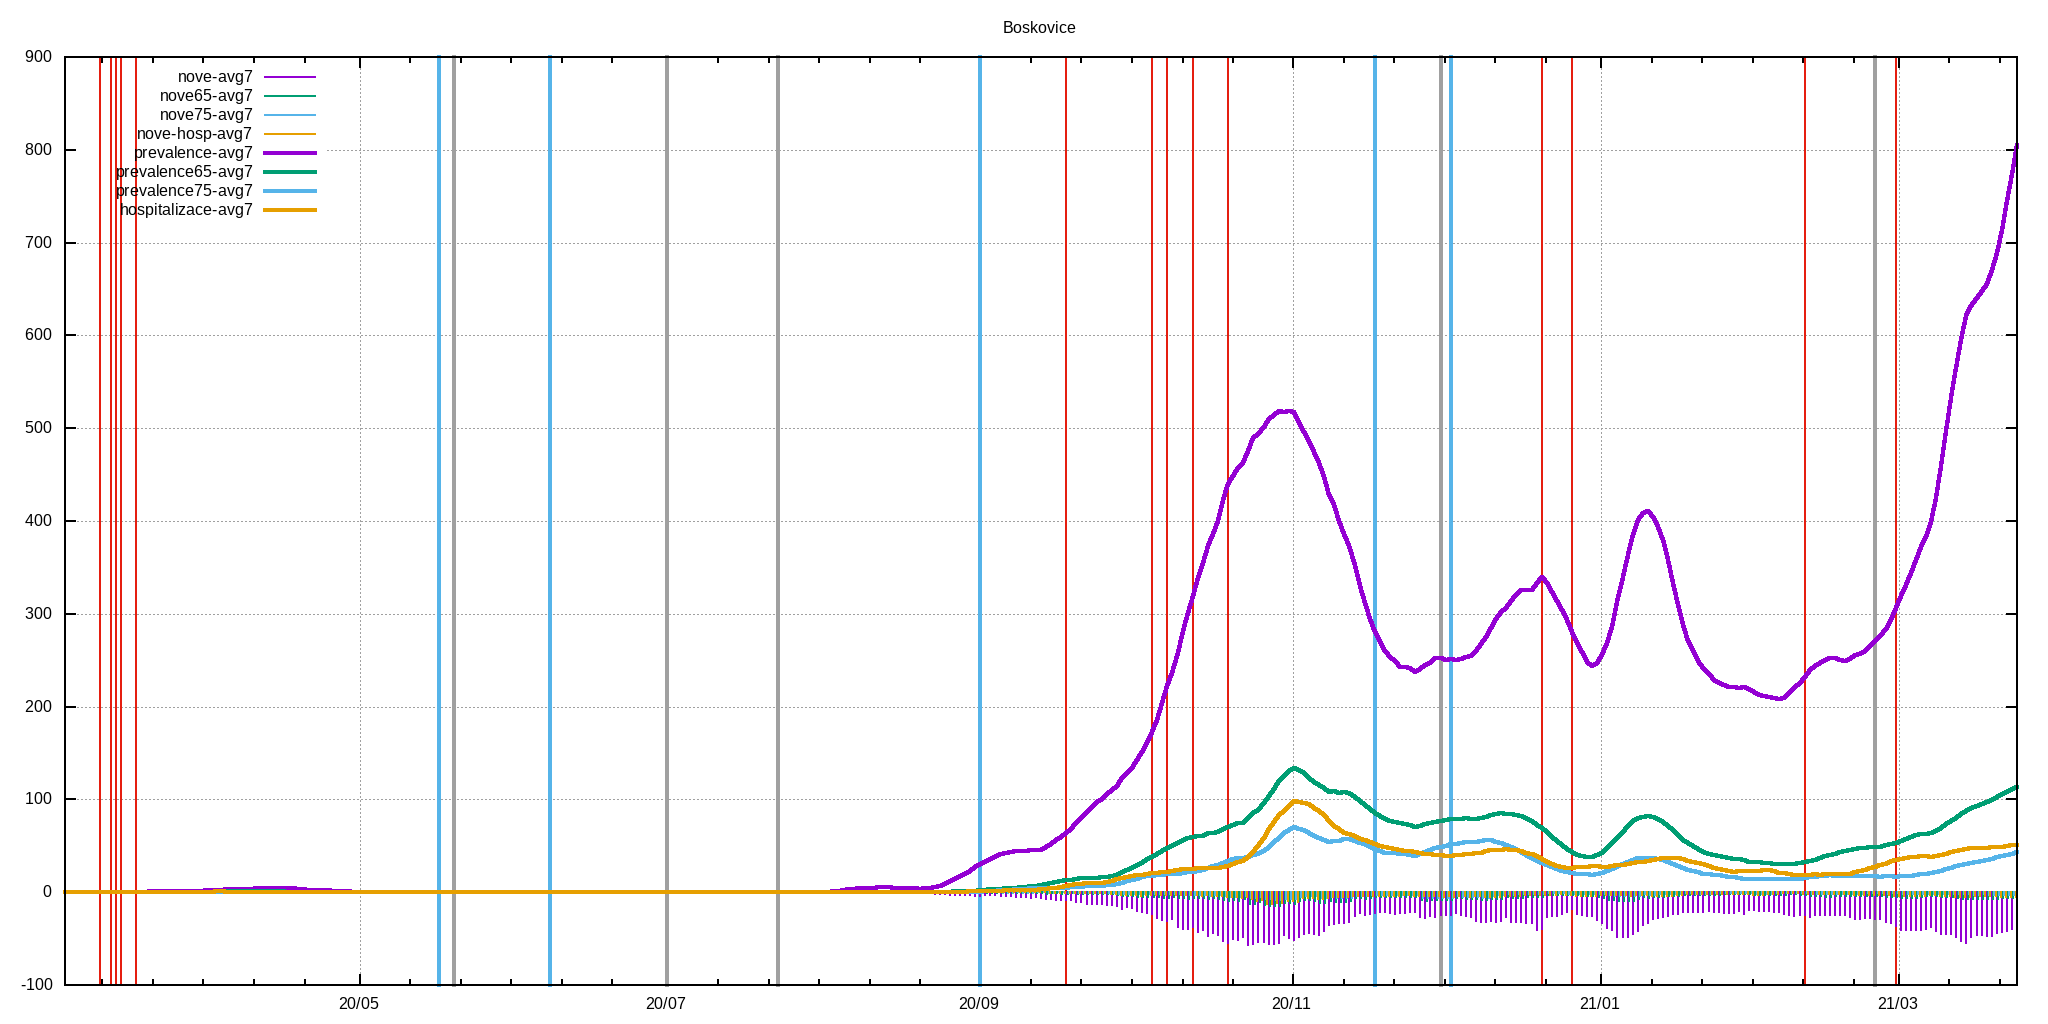 Boskovice
900
800
700
600
500
400
300
200
100
0
-100
nove-avg7
nove65-avg7
nove75-avg7
nove-hosp-avg7
prevalence-avg7
prevalence65-avg7
prevalence75-avg7
hospitalizace-avg7
20/05
20/07
20/09
20/11
21/01
21/03